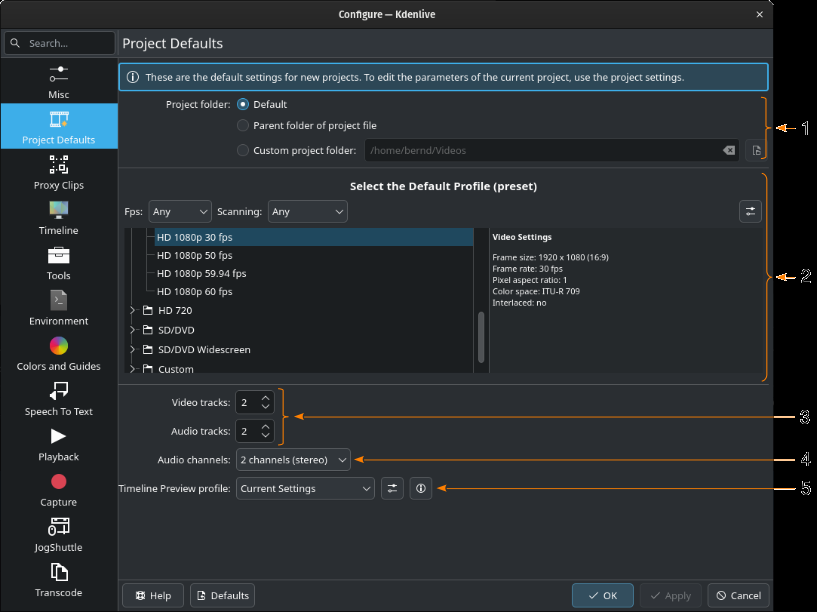 Configure — Kdenlive
Search...
Project Defaults
These are the default settings for new projects. To edit the parameters of the current project, use the project settings.
Misc
Project Defaults
Proxy Clips
Timeline
Tools
Environment
Colors and Guides
Speech To Text
Playback
Capture
JogShuttle
Transcode
Project folder: Default
Parent folder of project file
Custom project folder: /home/bernd/Videos
1
Select the Default Profile (preset)
Fps: Any Scanning: Any
HD 1080p 30 fps
HD 1080p 50 fps
HD 1080p 59.94 fps
HD 1080p 60 fps
HD 720
SD/DVD
SD/DVD Widescreen
Custom
Video Settings
Frame size: 1920 x 1080 (16:9)
Frame rate: 30 fps
Pixel aspect ratio: 1
Color space: ITU-R 709
Interlaced: no
2
Video tracks: 2
Audio tracks: 2
3
Audio channels: 2 channels (stereo)
4
Timeline Preview profile: Current Settings
5
Help Defaults OK Apply Cancel